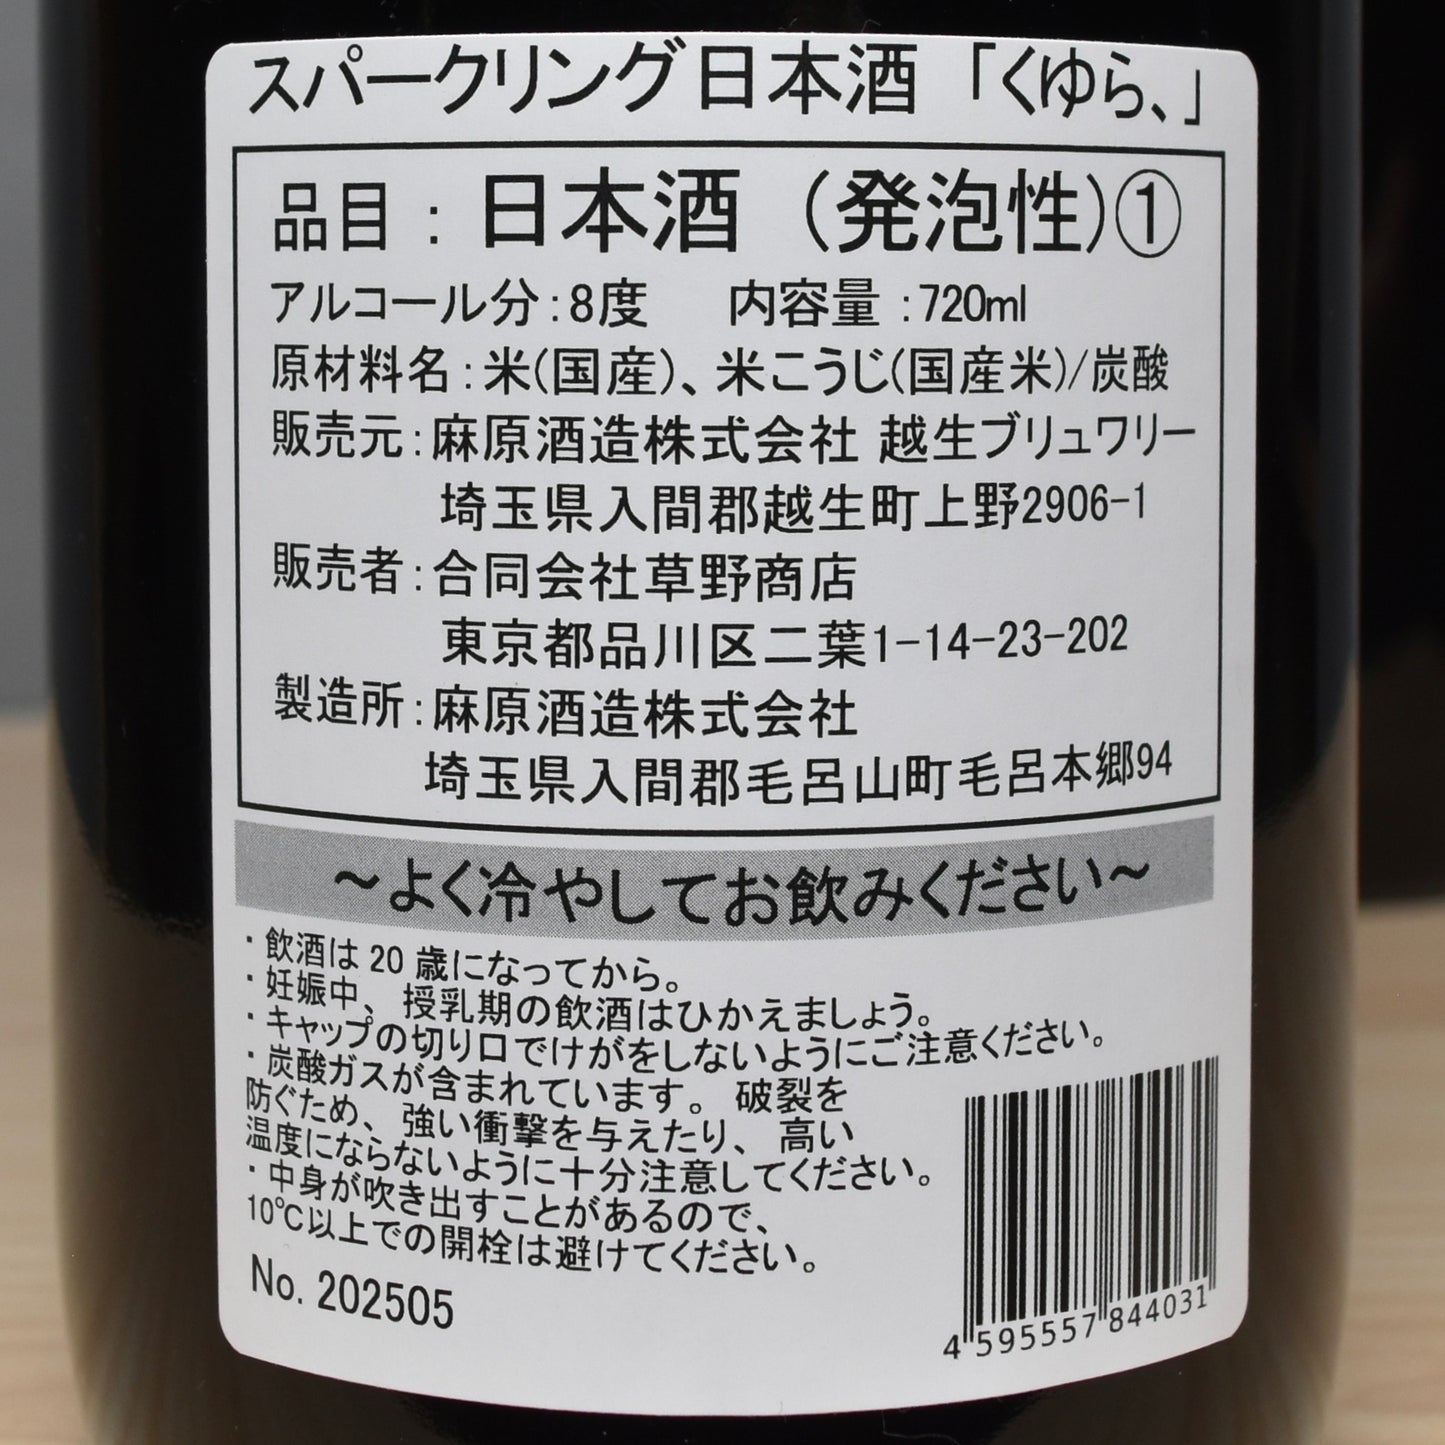 スパークリング日本酒 「くゆら、」
品目：日本酒（発泡性）①
アルコール分：8度　内容量：720ml
原材料名：米(国産)、米こうじ(国産米)/炭酸
販売元：麻原酒造株式会社 越生ブリュワリー
埼玉県入間郡越生町上野2906-1
販売者：合同会社草野商店
東京都品川区二葉1-14-23-202
製造所：麻原酒造株式会社
埼玉県入間郡毛呂山町毛呂本郷94
～よく冷やしてお飲みください～
・飲酒は 20 歳になってから。
・妊娠中、授乳期の飲酒はひかえましょう。
・キャップの切り口でけがをしないようにご注意ください。
・炭酸ガスが含まれています。破裂を
防ぐため、強い衝撃を与えたり、高い
温度にならないように十分注意してください。
・中身が吹き出すことがあるので、
10℃以上での開栓は避けてください。
No. 202505
4 595557 844031